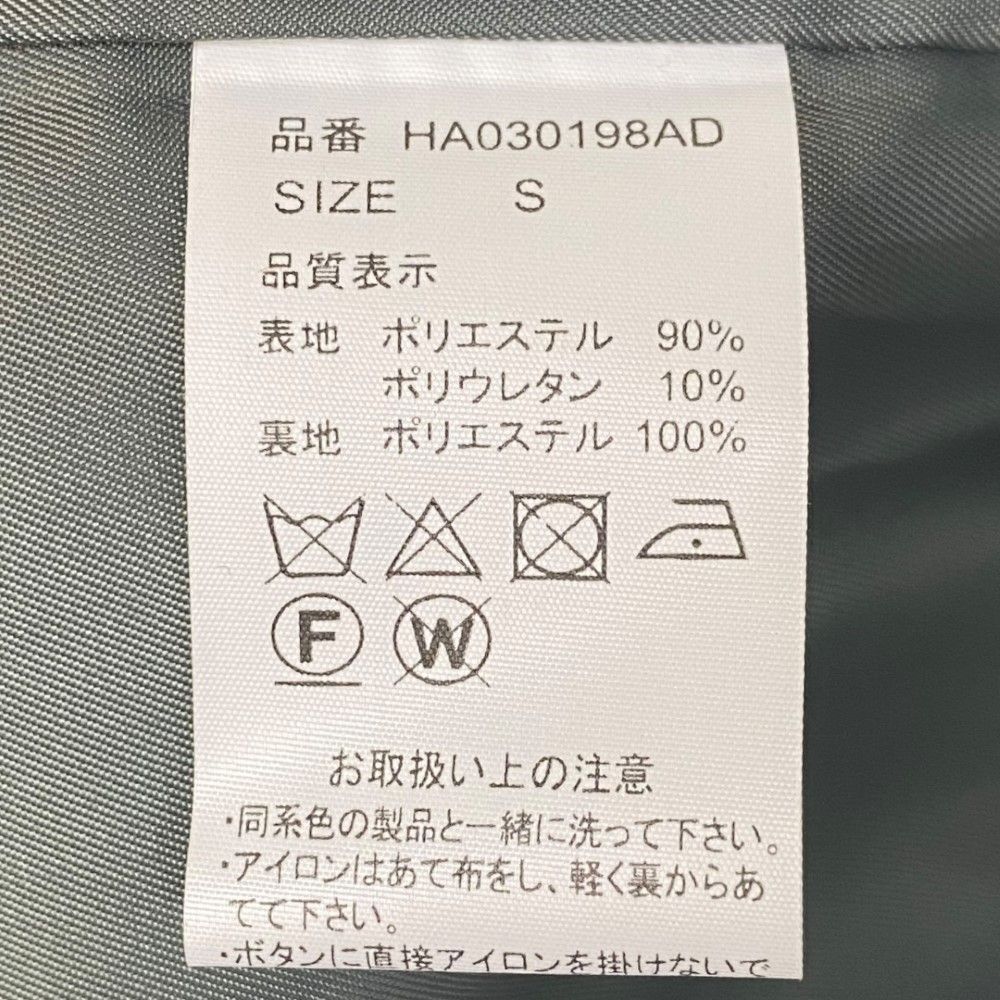 品番 HA030198AD
SIZE S
品質表示
表地 ポリエステル 90%
ポリウレタン 10%
裏地 ポリエステル 100%
F W
お取扱い上の注意
・同系色の製品と一緒に洗って下さい。
・アイロンはあて布をし、軽く裏からあ
てて下さい。
・ボタンに直接アイロンを掛けないで